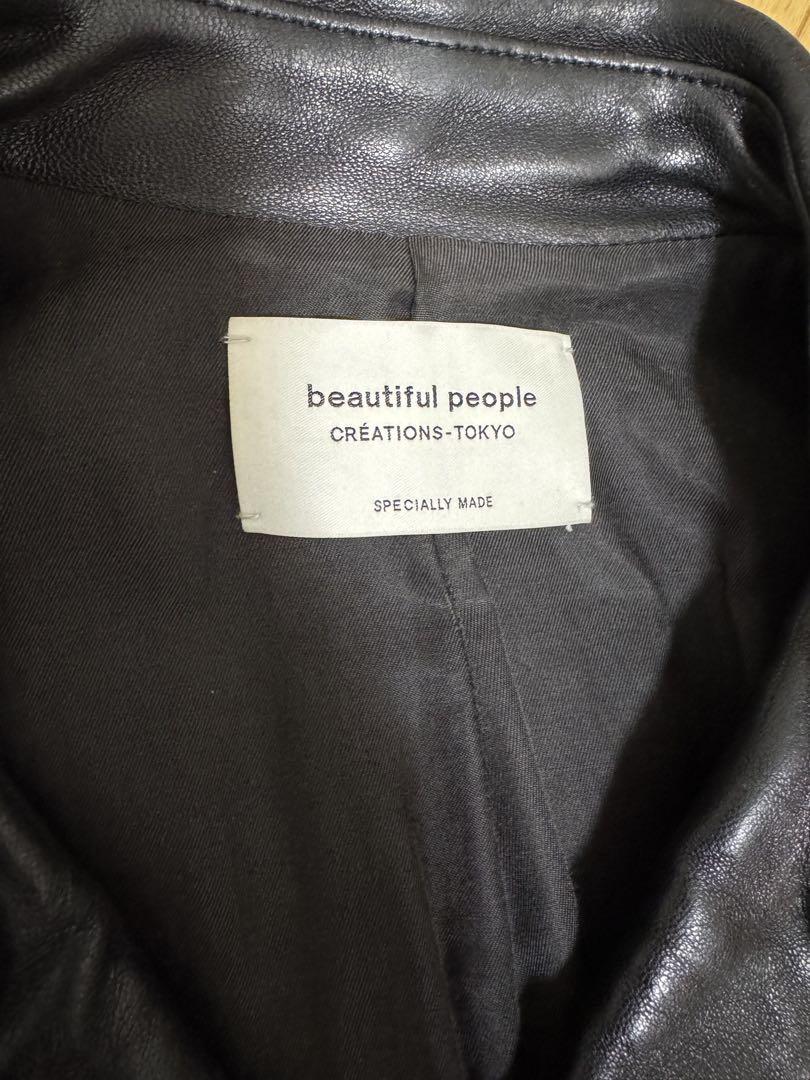 beautiful people
CRÉATIONS-TOKYO
SPECIALLY MADE